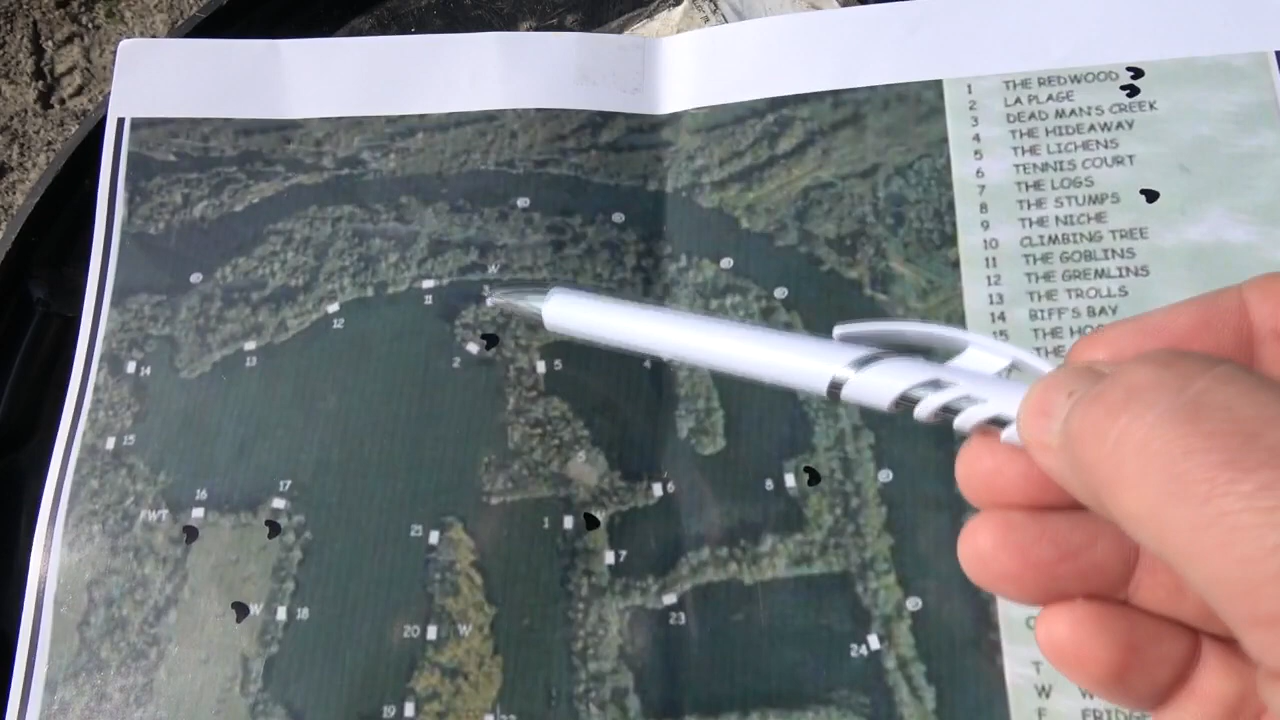 1 THE REDWOOD
2 LA PLAGE
3 DEAD MAN'S CREEK
4 THE HIDEAWAY
5 THE LICHENS
6 TENNIS COURT
7 THE LOGS
8 THE STUMPS
9 THE NICHE
10 CLIMBING TREE
11 THE GOBLINS
12 THE GREMLINS
13 THE TROLLS
14 BIFF'S BAY
15 THE
THE
W
11
12
13
14
2
5
4
15
S
16
17
FWT
6
8
1
21
7
W
18
20
W
23
24
19
T
W
F FRIDGE